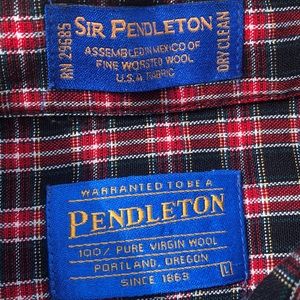 SIR PENDLETON
ASSEMBLED IN MEXICO OF
FINE WORSTED WOOL
U.S.A. FABRIC
RN 29685
DRY CLEAN
WARRANTED TO BE A
PENDLETON
100% PURE VIRGIN WOOL
PORTLAND, OREGON
SINCE 1863
L